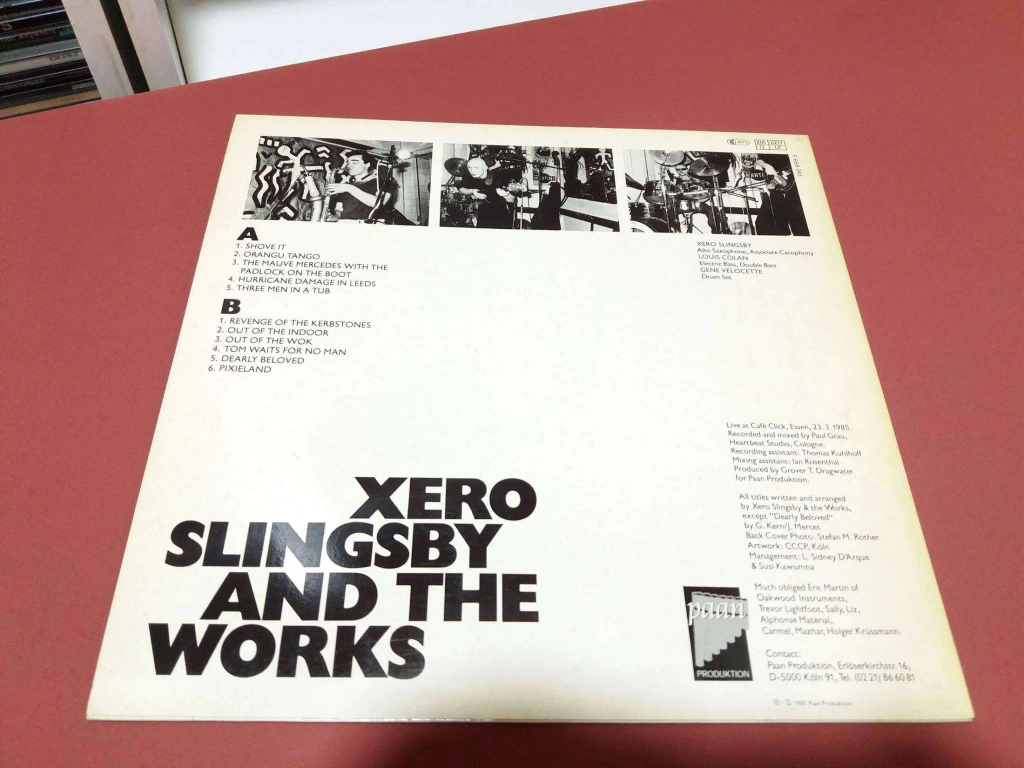 A
1. SHOVE IT
2. ORANGU TANGO
3. THE MAUVE MERCEDES WITH THE
PADLOCK ON THE BOOT
4. HURRICANE DAMAGE IN LEEDS
5. THREE MEN IN A TUB
B
1. REVENGE OF THE KERBSTONES
2. OUT OF THE INDOOR
3. OUT OF THE WOK
4. TOM WAITS FOR NO MAN
5. DEARLY BELOVED
6. PIXIELAND
XERO SLINGSBY
Alto Saxophone, Associate Cacophony
LOUIS COLAN
Electric Bass, Double Bass
GENE VELOCETTE
Drum Set
Live at Café Click, Essen, 23. 3. 1985.
Recorded and mixed by Paul Grau,
Heartbeat Studio, Cologne.
Recording assistant: Thomas Kuhlhoff
Mixing assistant: Ian Rosenthal
Produced by Grover T. Dragwater
for Paan Produktion.
All titles written and arranged
by Xero Slingsby & the Works,
except "Dearly Beloved"
by G. Kern/J. Mercer.
Back Cover Photo: Stefan M. Rother
Artwork: CCCP, Köln
Management: L. Sidney D'Arque
& Susi Kawumna
Much obliged Eric Martin of
Oakwood Instruments,
Trevor Lightfoot, Sally, Liz,
Alphonse Material,
Carmel, Mazhar, Holger Krüssmann.
Contact:
Paan Produktion, Erlöserkirchstr. 16,
D-5000 Köln 91, Tel. (02 21) 86 60 81
℗ + © 1985 Paan Produktion
XERO
SLINGSBY
AND THE
WORKS
paan
PRODUKTION